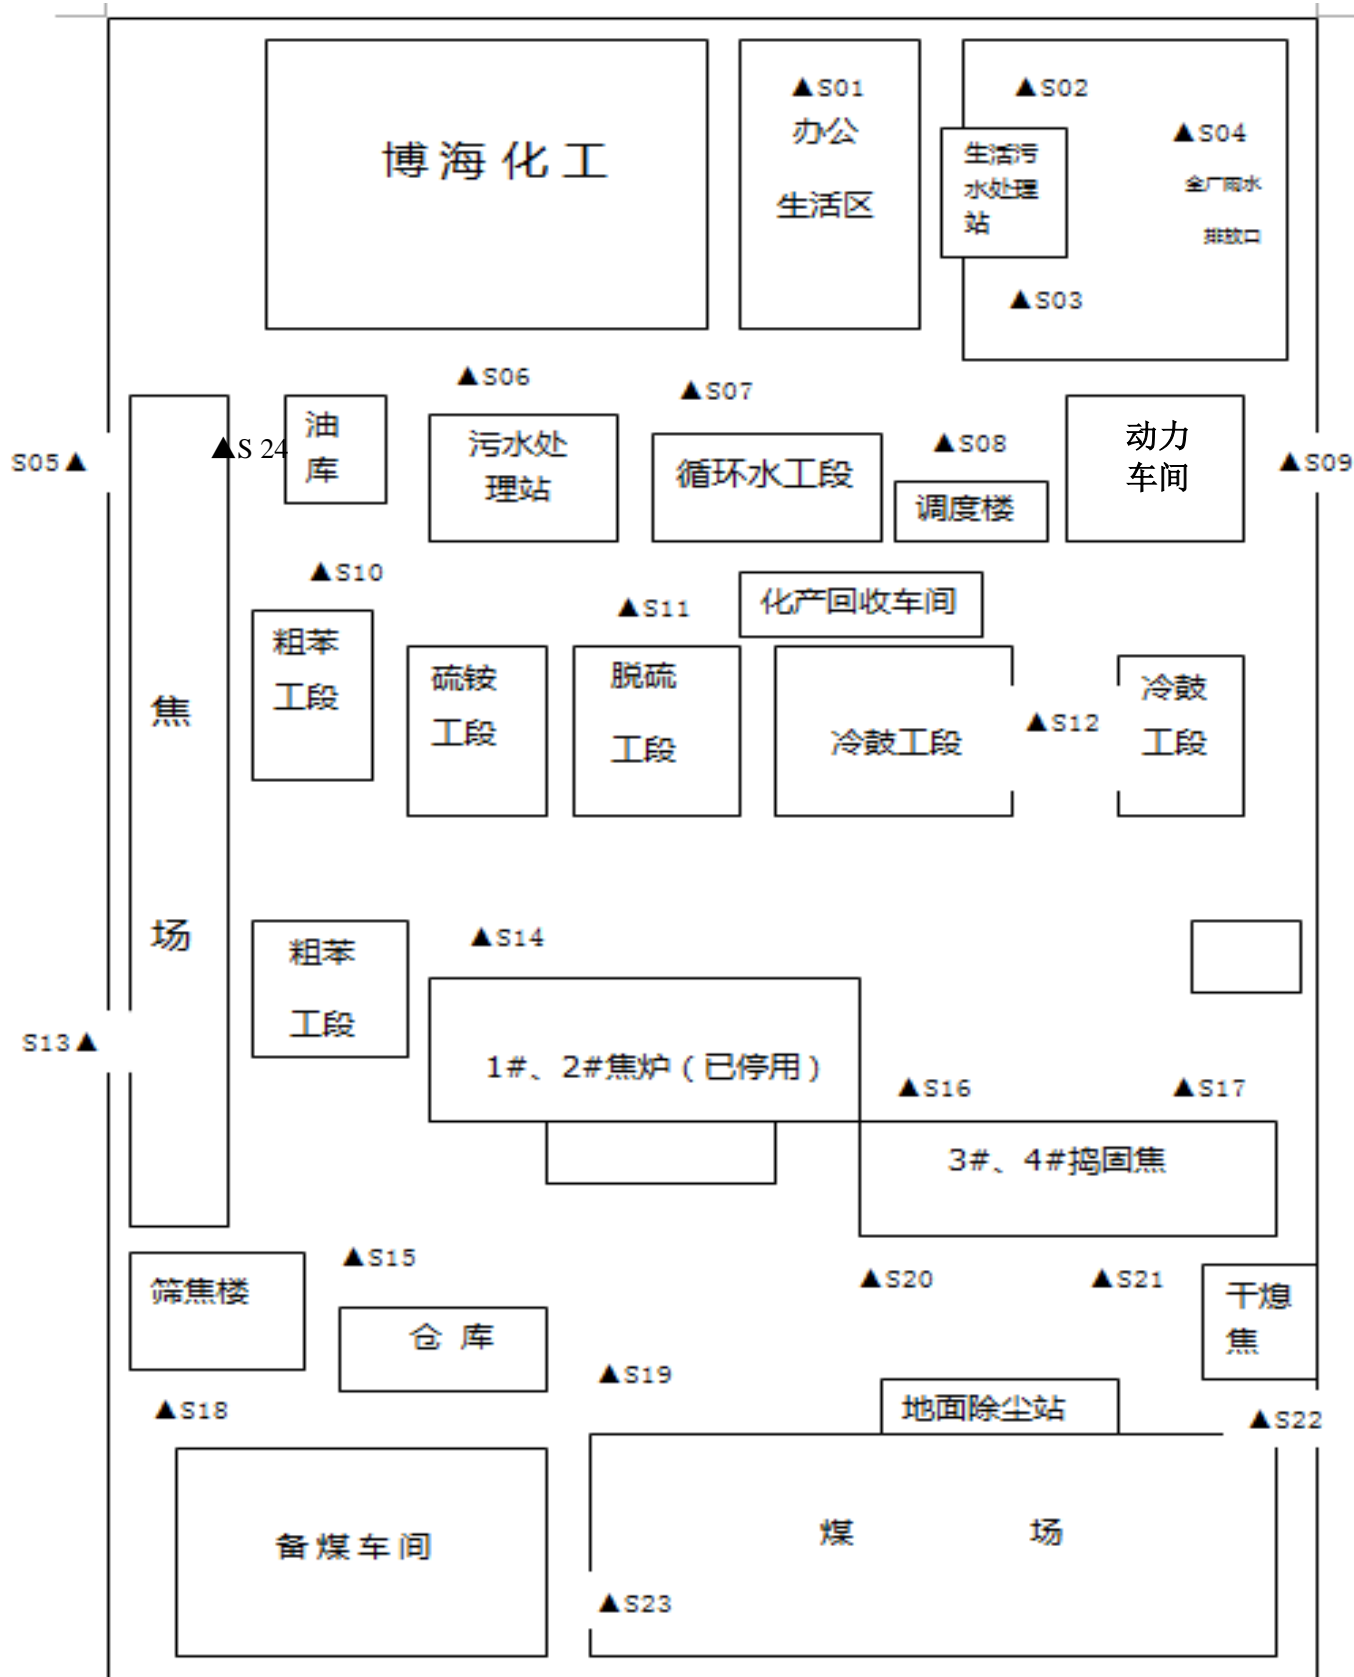 ▲S01
▲S02
办公
▲S04
博海化工
生活污
水处理
站
全厂雨水
生活区
排放口
▲S03
▲S06
▲S07
油
库
▲S 24
污水处
理站
循环水工段
▲S08
动力
车间
S05▲
▲S09
调度楼
▲S10
▲S11
化产回收车间
粗苯
工段
硫铵
工段
脱硫
工段
冷鼓工段
▲S12
冷鼓
工段
焦
场
粗苯
工段
▲S14
S13▲
1#、2#焦炉（已停用）
▲S16
▲S17
3#、4#捣固焦
▲S15
▲S20
▲S21
筛焦楼
干熄
焦
仓 库
▲S19
▲S18
地面除尘站
▲S22
备煤车间
煤 场
▲S23